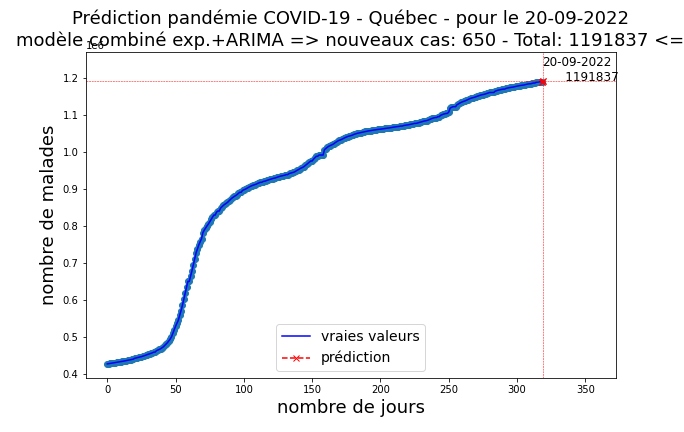 Prédiction pandémie COVID-19 - Québec - pour le 20-09-2022
modèle combiné exp.+ARIMA => nouveaux cas: 650 - Total: 1191837 <=
1e6
20-09-2022
1191837
1.2
1.1
1.0
0.9
0.8
0.7
0.6
0.5
0.4
nombre de malades
vraies valeurs
prédiction
0 50 100 150 200 250 300 350
nombre de jours